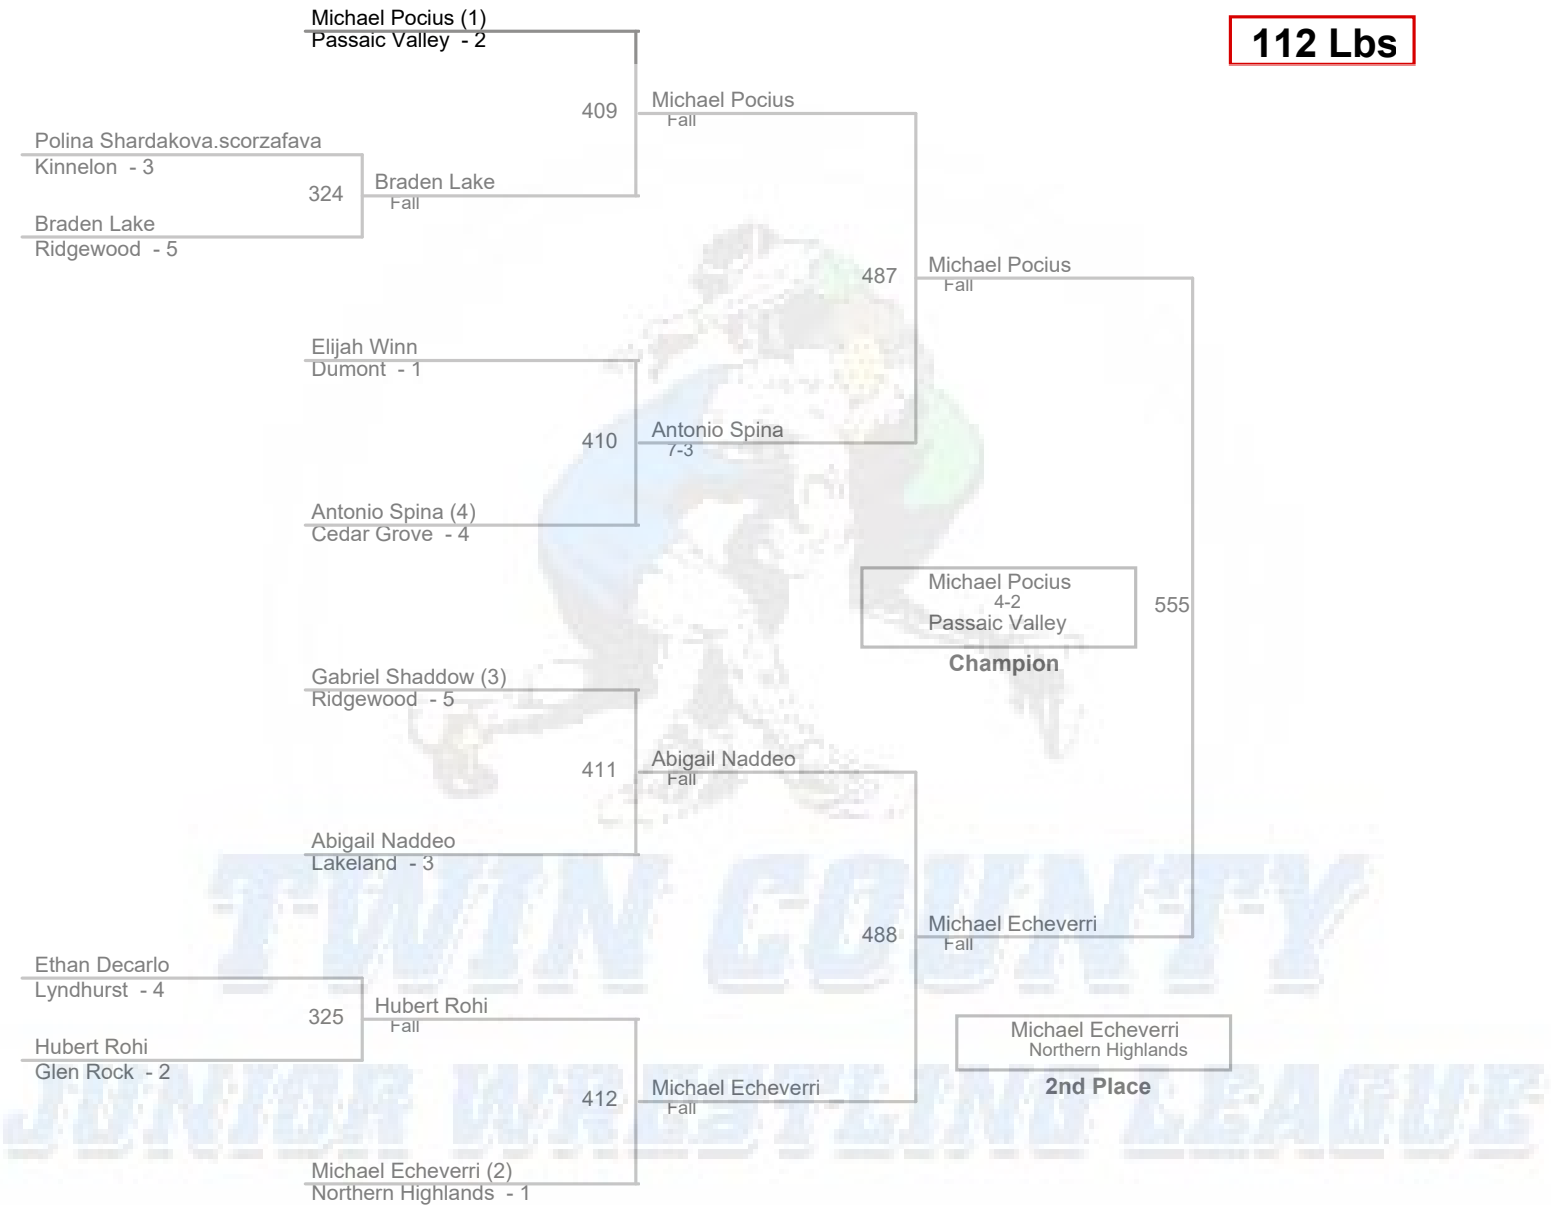 Michael Pocius (1)
Passaic Valley - 2
112 Lbs
409
Michael Pocius
Fall
Polina Shardakova.scorzafava
Kinnelon - 3
324
Braden Lake
Fall
Braden Lake
Ridgewood - 5
487
Michael Pocius
Fall
Elijah Winn
Dumont - 1
410
Antonio Spina
7-3
Antonio Spina (4)
Cedar Grove - 4
Michael Pocius
4-2
Passaic Valley
555
Champion
Gabriel Shaddow (3)
Ridgewood - 5
411
Abigail Naddeo
Fall
Abigail Naddeo
Lakeland - 3
TWIN COUNTY
488
Michael Echeverri
Fall
Ethan Decarlo
Lyndhurst - 4
325
Hubert Rohi
Fall
Hubert Rohi
Glen Rock - 2
Michael Echeverri
Northern Highlands
2nd Place
JUNIOR WRESTLING LEAGUE
412
Michael Echeverri
Fall
Michael Echeverri (2)
Northern Highlands - 1